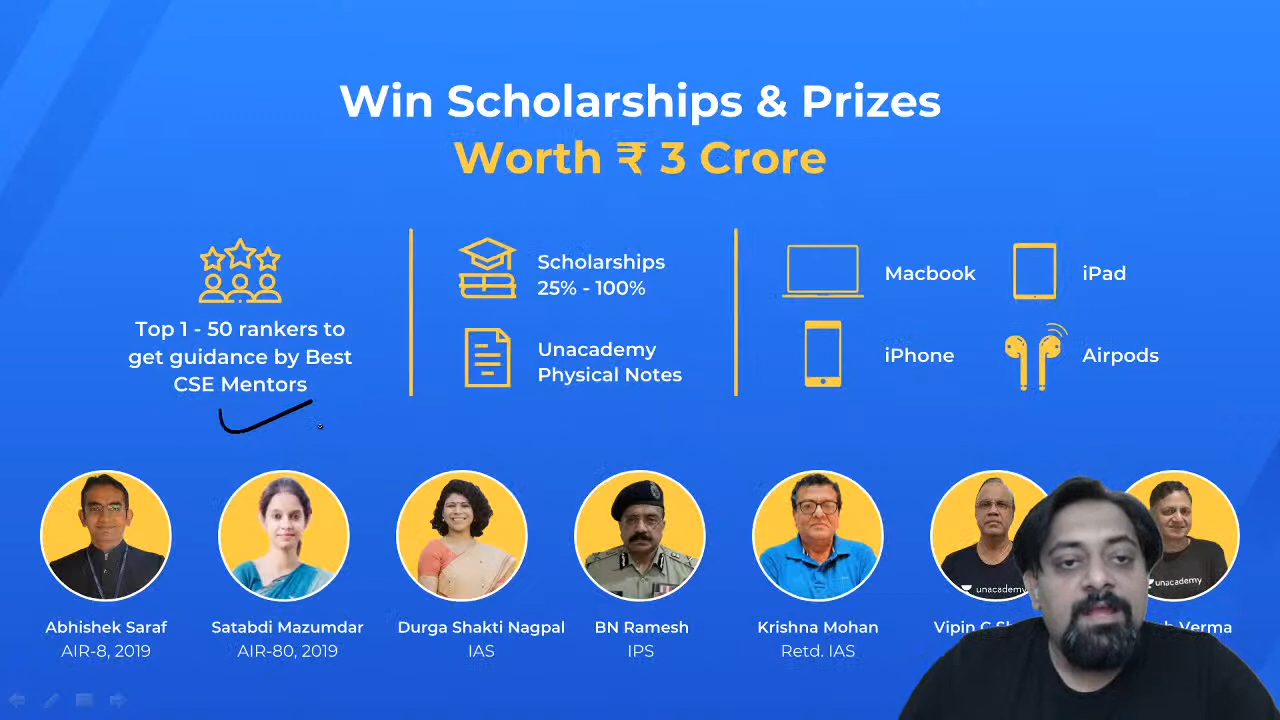 Win Scholarships & Prizes
Worth ₹ 3 Crore
Top 1 - 50 rankers to
get guidance by Best
CSE Mentors
Scholarships
25% - 100%
Unacademy
Physical Notes
Macbook
iPad
iPhone
Airpods
unacademy
unacademy
Abhishek Saraf
AIR-8, 2019
Satabdi Mazumdar
AIR-80, 2019
Durga Shakti Nagpal
IAS
BN Ramesh
IPS
Krishna Mohan
Retd. IAS
Vipin C
Verma